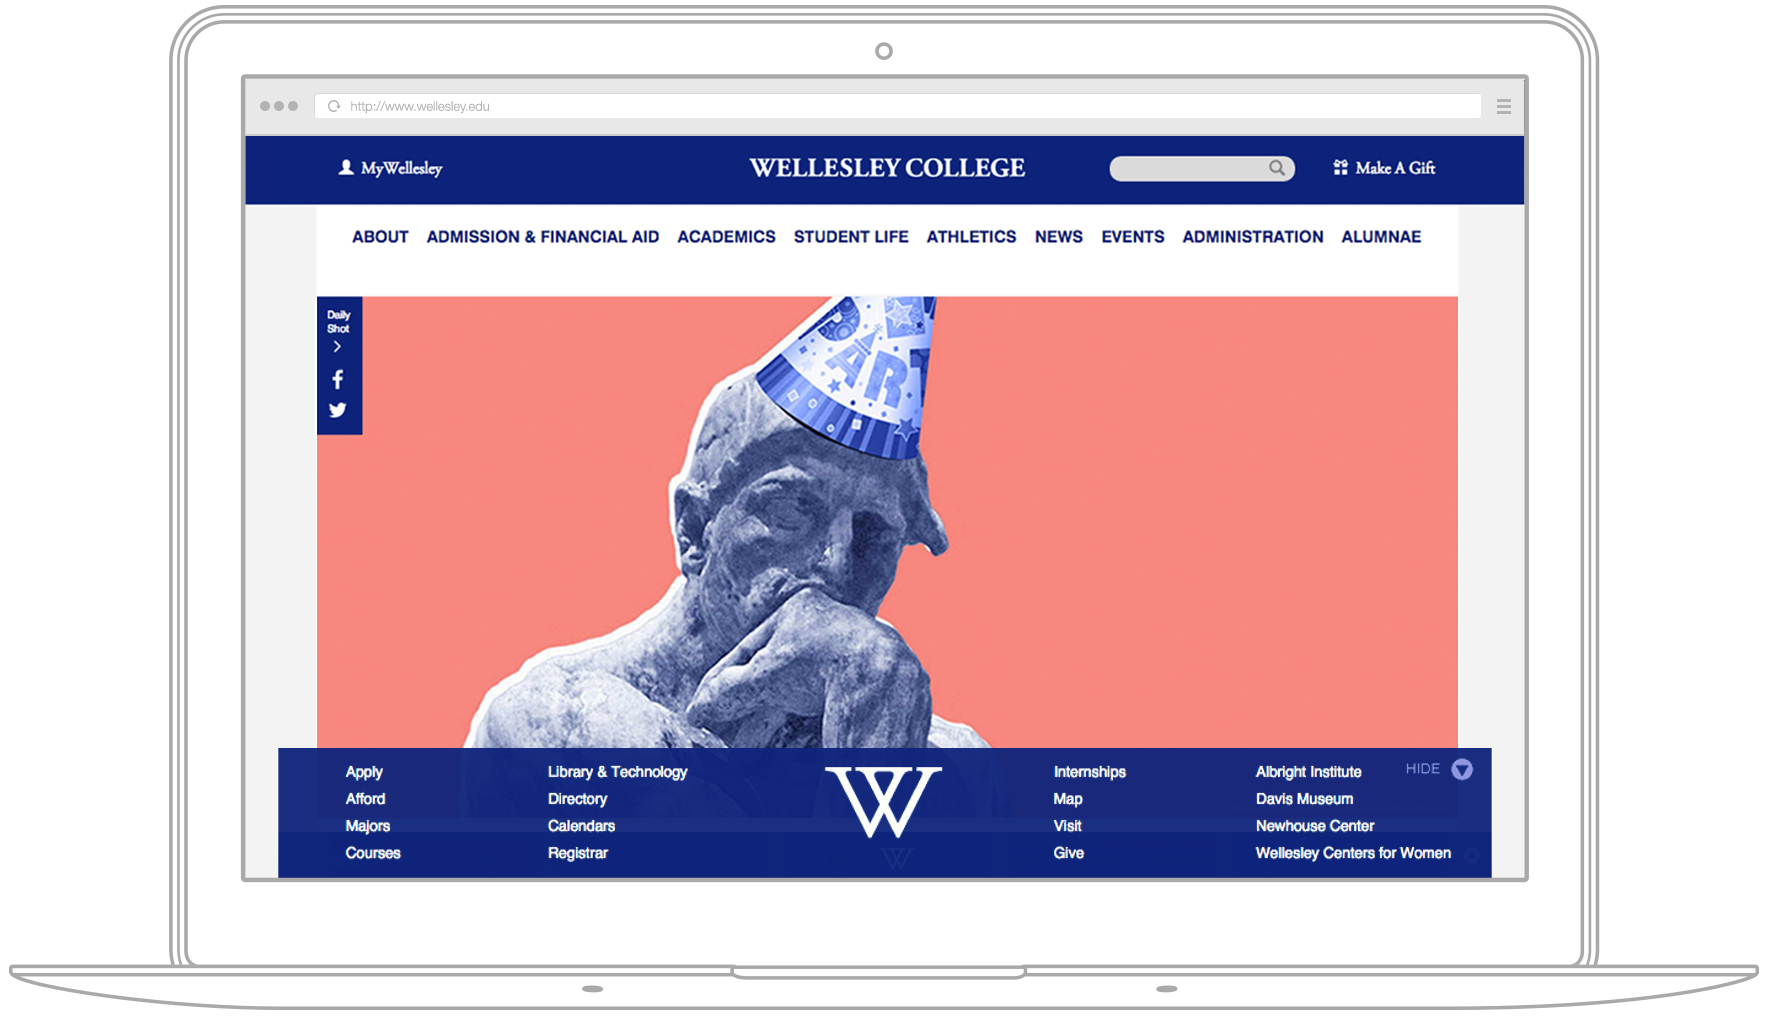 http://www.wellesley.edu
MyWellesley
WELLESLEY COLLEGE
Make A Gift
ABOUT ADMISSION & FINANCIAL AID ACADEMICS STUDENT LIFE ATHLETICS NEWS EVENTS ADMINISTRATION ALUMNAE
Daily
Shot
Apply
Afford
Majors
Courses
Library & Technology
Directory
Calendars
Registrar
W
Internships
Map
Visit
Give
Albright Institute
Davis Museum
Newhouse Center
Wellesley Centers for Women
HIDE